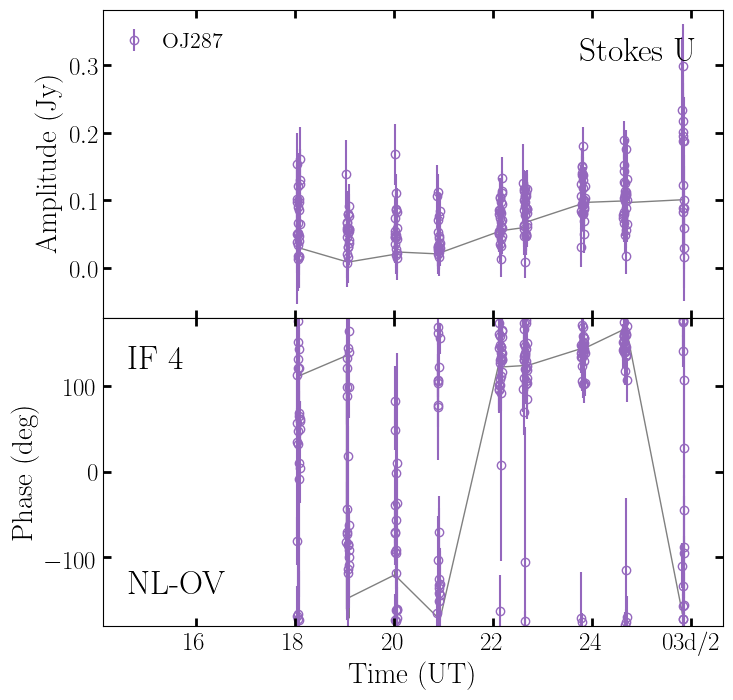 OJ287
Stokes U
Amplitude (Jy)
0.3
0.2
0.1
0.0
IF 4
NL-OV
Phase (deg)
100
0
−100
16 18 20 22 24 03d/2
Time (UT)